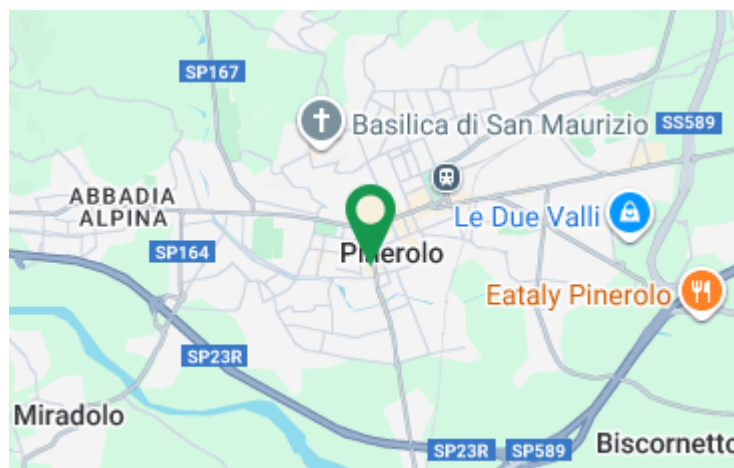 SP167
Basilica di San Maurizio
SS589
ABBADIA
ALPINA
Le Due Valli
SP164
Pinerolo
Eataly Pinerolo
SP23R
Miradolo
SP23R
SP589
Biscornetto